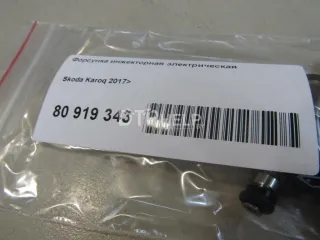 Форсунка инжекторная электрическая
Skoda Karoq 2017>
80 919 343